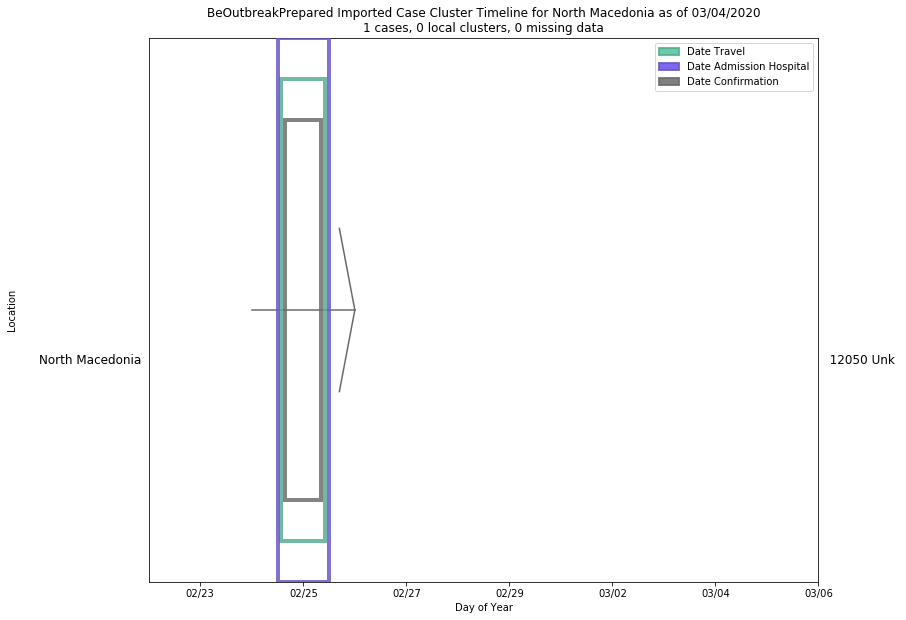 BeOutbreakPrepared Imported Case Cluster Timeline for North Macedonia as of 03/04/2020
1 cases, 0 local clusters, 0 missing data
Date Travel
Date Admission Hospital
Date Confirmation
Location
North Macedonia
12050 Unk
02/23 02/25 02/27 02/29 03/02 03/04 03/06
Day of Year